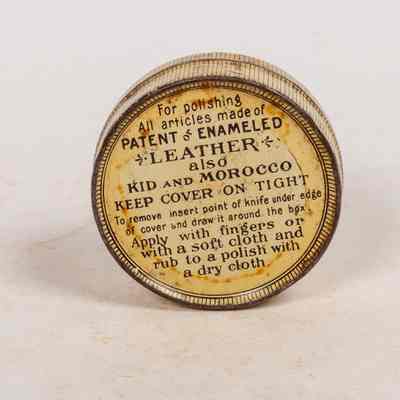 For polishing
All articles made of
PATENT & ENAMELED
LEATHER
also
KID AND MOROCCO
KEEP COVER ON TIGHT
To remove insert point of knife under edge
of cover and draw it around the box
Apply with fingers or
with a soft cloth and
rub to a polish with
a dry cloth